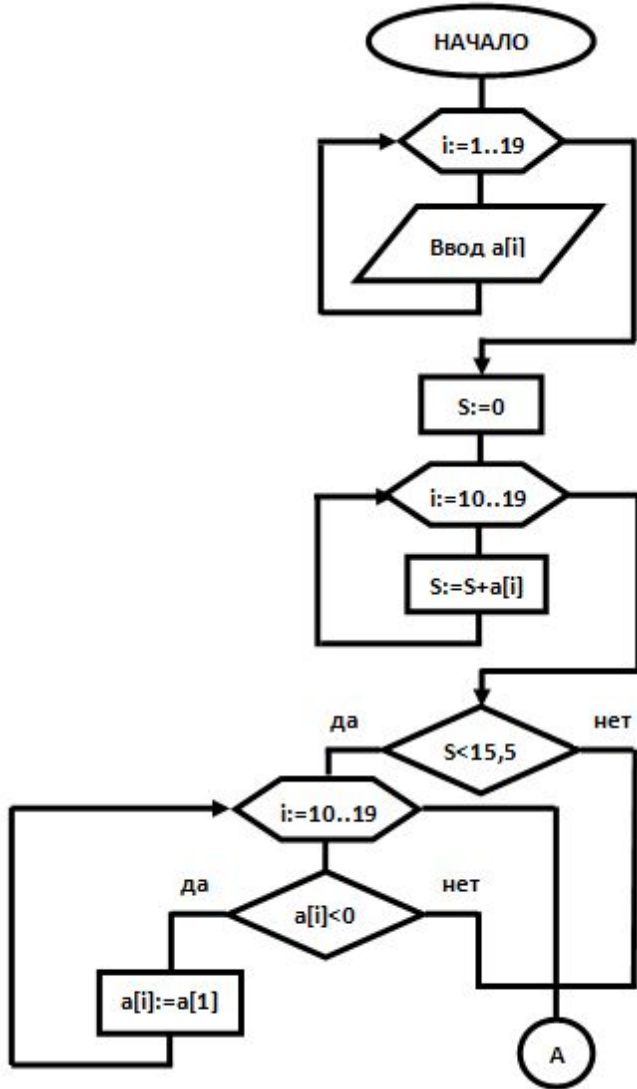 НАЧАЛО
i:=1..19
Ввод a[i]
S:=0
i:=10..19
S:=S+a[i]
да
нет
S<15,5
i:=10..19
да
нет
a[i]<0
a[i]:=a[1]
А